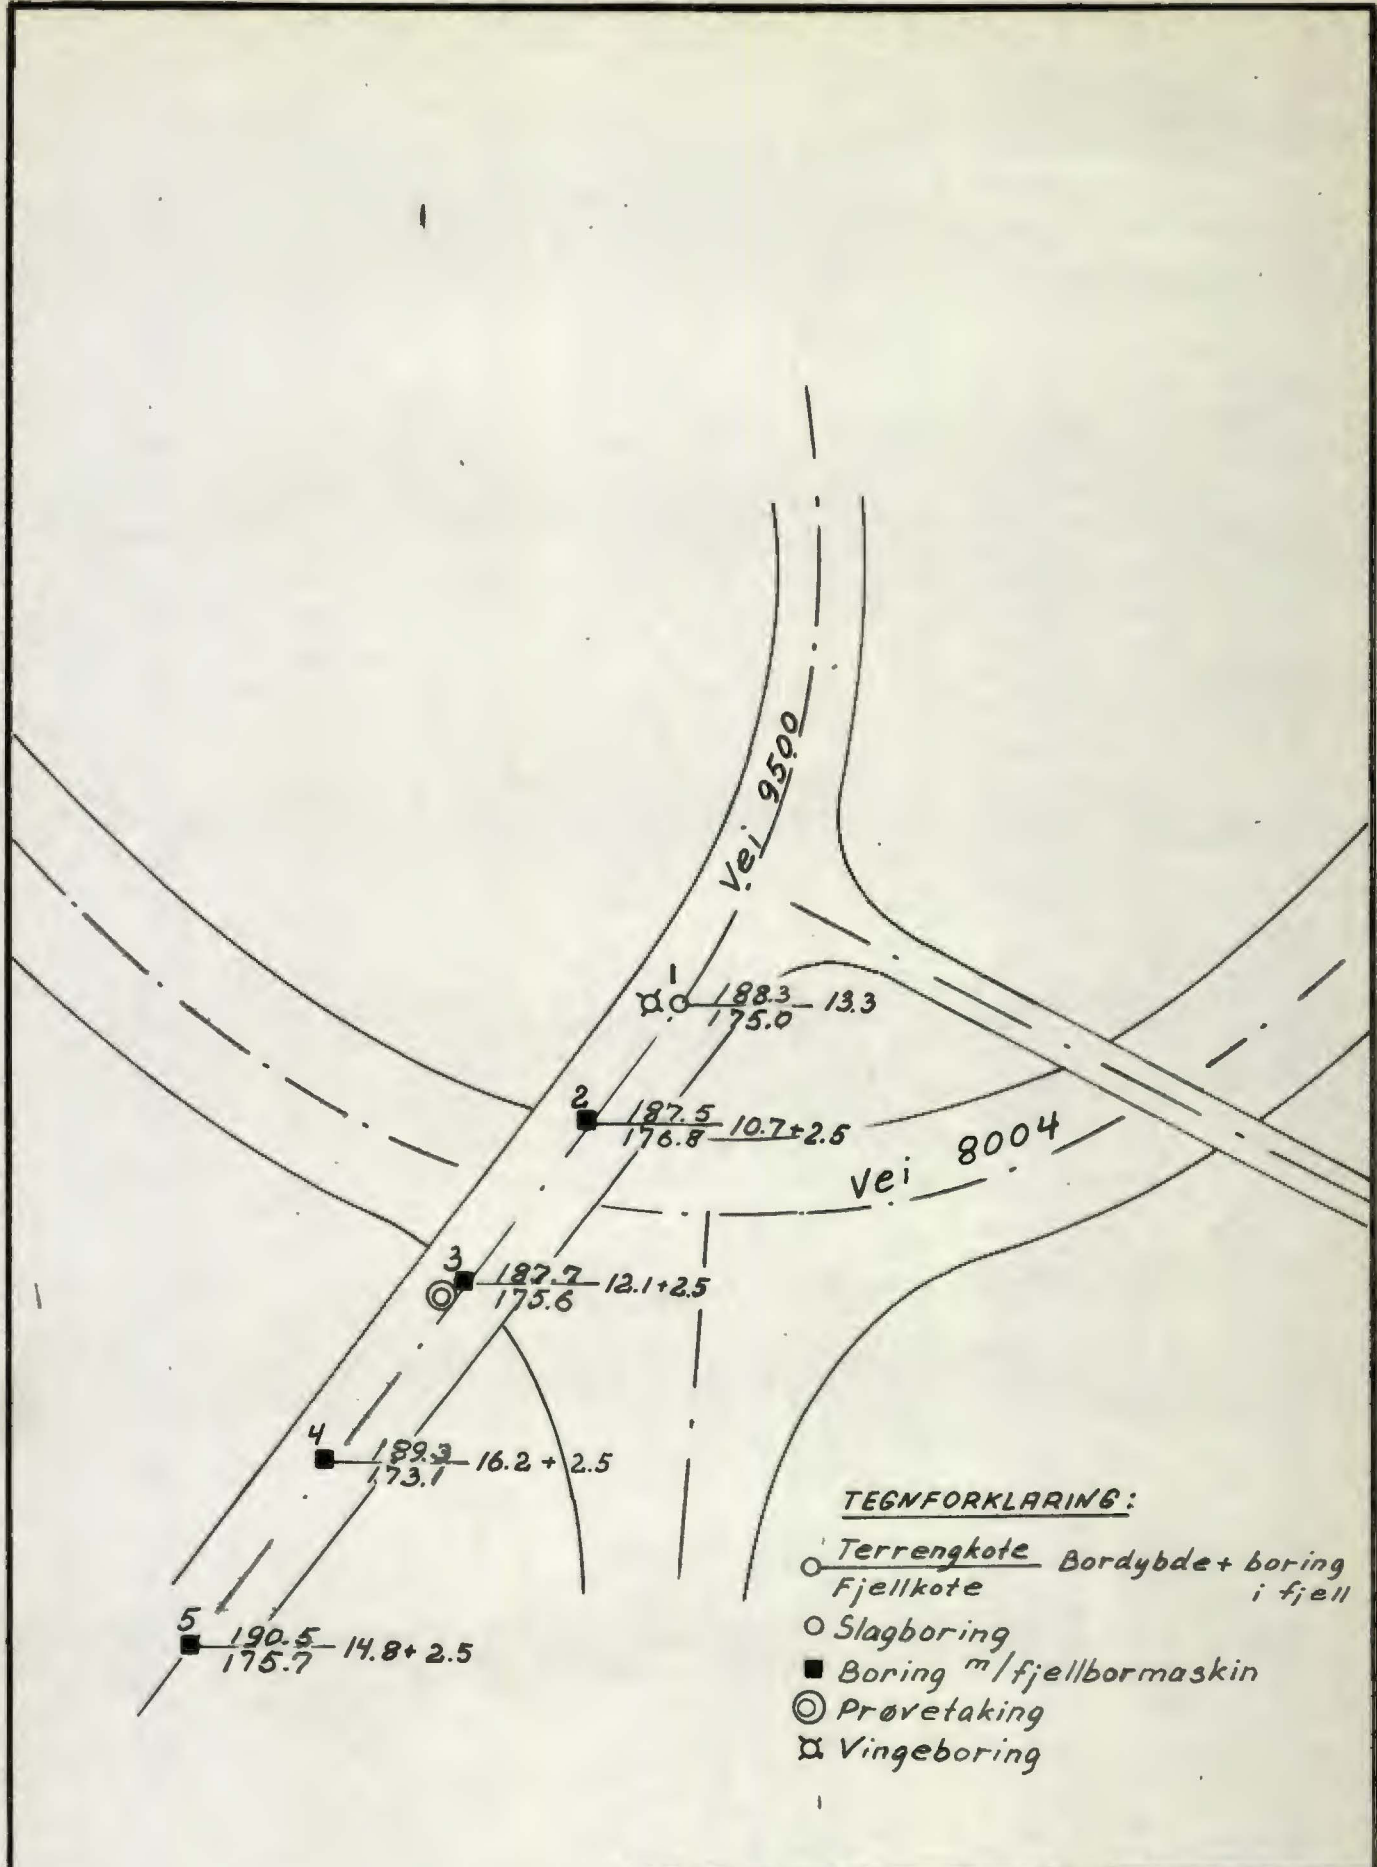 Vei 9500
1
188.3 13.3
175.0
2
187.5 10.7+2.5
176.8
Vei 8004
3
187.7 12.1+2.5
175.6
4
189.3 16.2 + 2.5
173.1
5
190.5 14.8+ 2.5
175.7
TEGNFORKLARING:
Terrengkote Bordybde+ boring
Fjellkote i fjell
Slagboring
Boring m/fjellbormaskin
Prøvetaking
Vingeboring